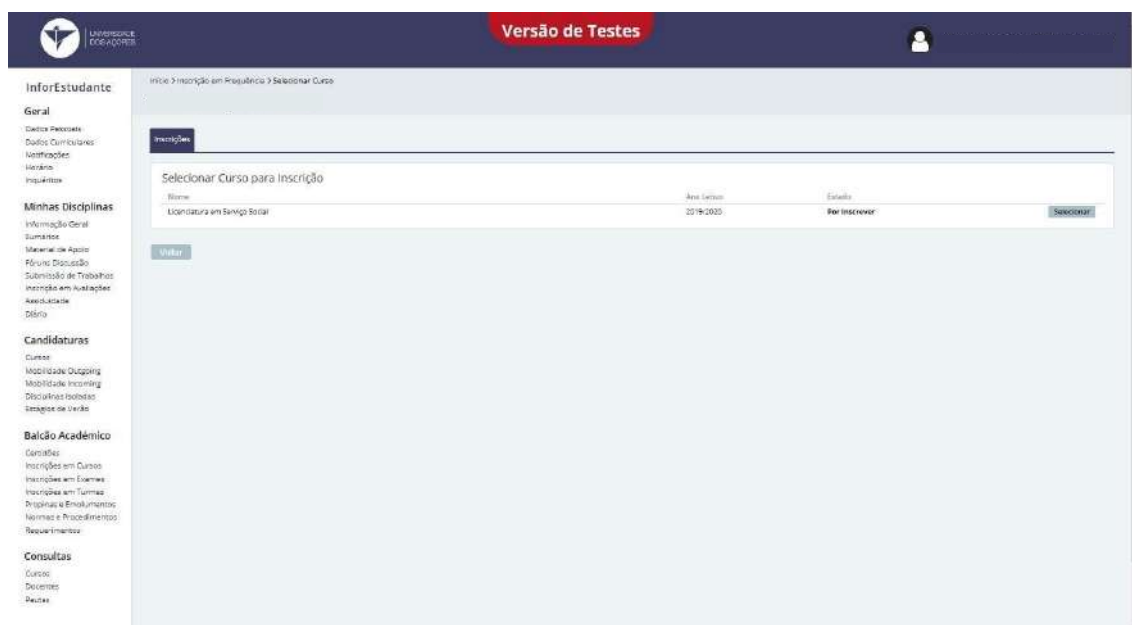 UNIVERSIDADE
DOS AÇORES
Versão de Testes
InforEstudante
Geral
Dados Pessoais
Dados Curriculares
Notificações
Horário
Inquéritos
Minhas Disciplinas
Informação Geral
Sumários
Material de Apoio
Fóruns Discussão
Submissão de Trabalhos
Inscrição em Avaliações
Assiduidade
Diário
Candidaturas
Cursos
Mobilidade Outgoing
Mobilidade Incoming
Disciplinas Isoladas
Estágios de Verão
Balcão Académico
Certidões
Inscrições em Cursos
Inscrições em Exames
Inscrições em Turmas
Propinas e Emolumentos
Normas e Procedimentos
Requerimentos
Consultas
Cursos
Docentes
Pautas
Início > Inscrição em Frequência > Selecionar Curso
Inscrições
Selecionar Curso para Inscrição
Nome Ano Letivo Estado
Licenciatura em Serviço Social 2019/2020 Por Inscrever Selecionar
Voltar